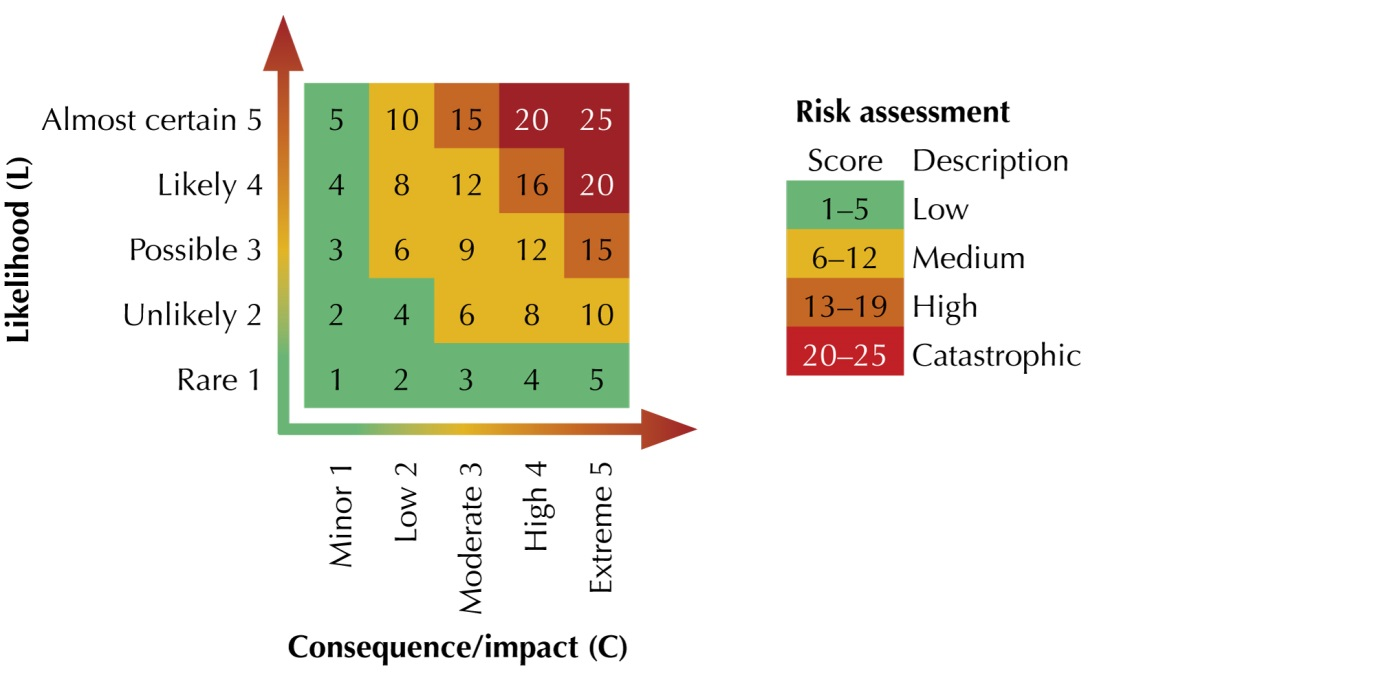 Likelihood (L)
Almost certain 5 5 10 15 20 25
Likely 4 4 8 12 16 20
Possible 3 3 6 9 12 15
Unlikely 2 2 4 6 8 10
Rare 1 1 2 3 4 5
Minor 1
Low 2
Moderate 3
High 4
Extreme 5
Consequence/impact (C)
Risk assessment
Score Description
1–5 Low
6–12 Medium
13–19 High
20–25 Catastrophic